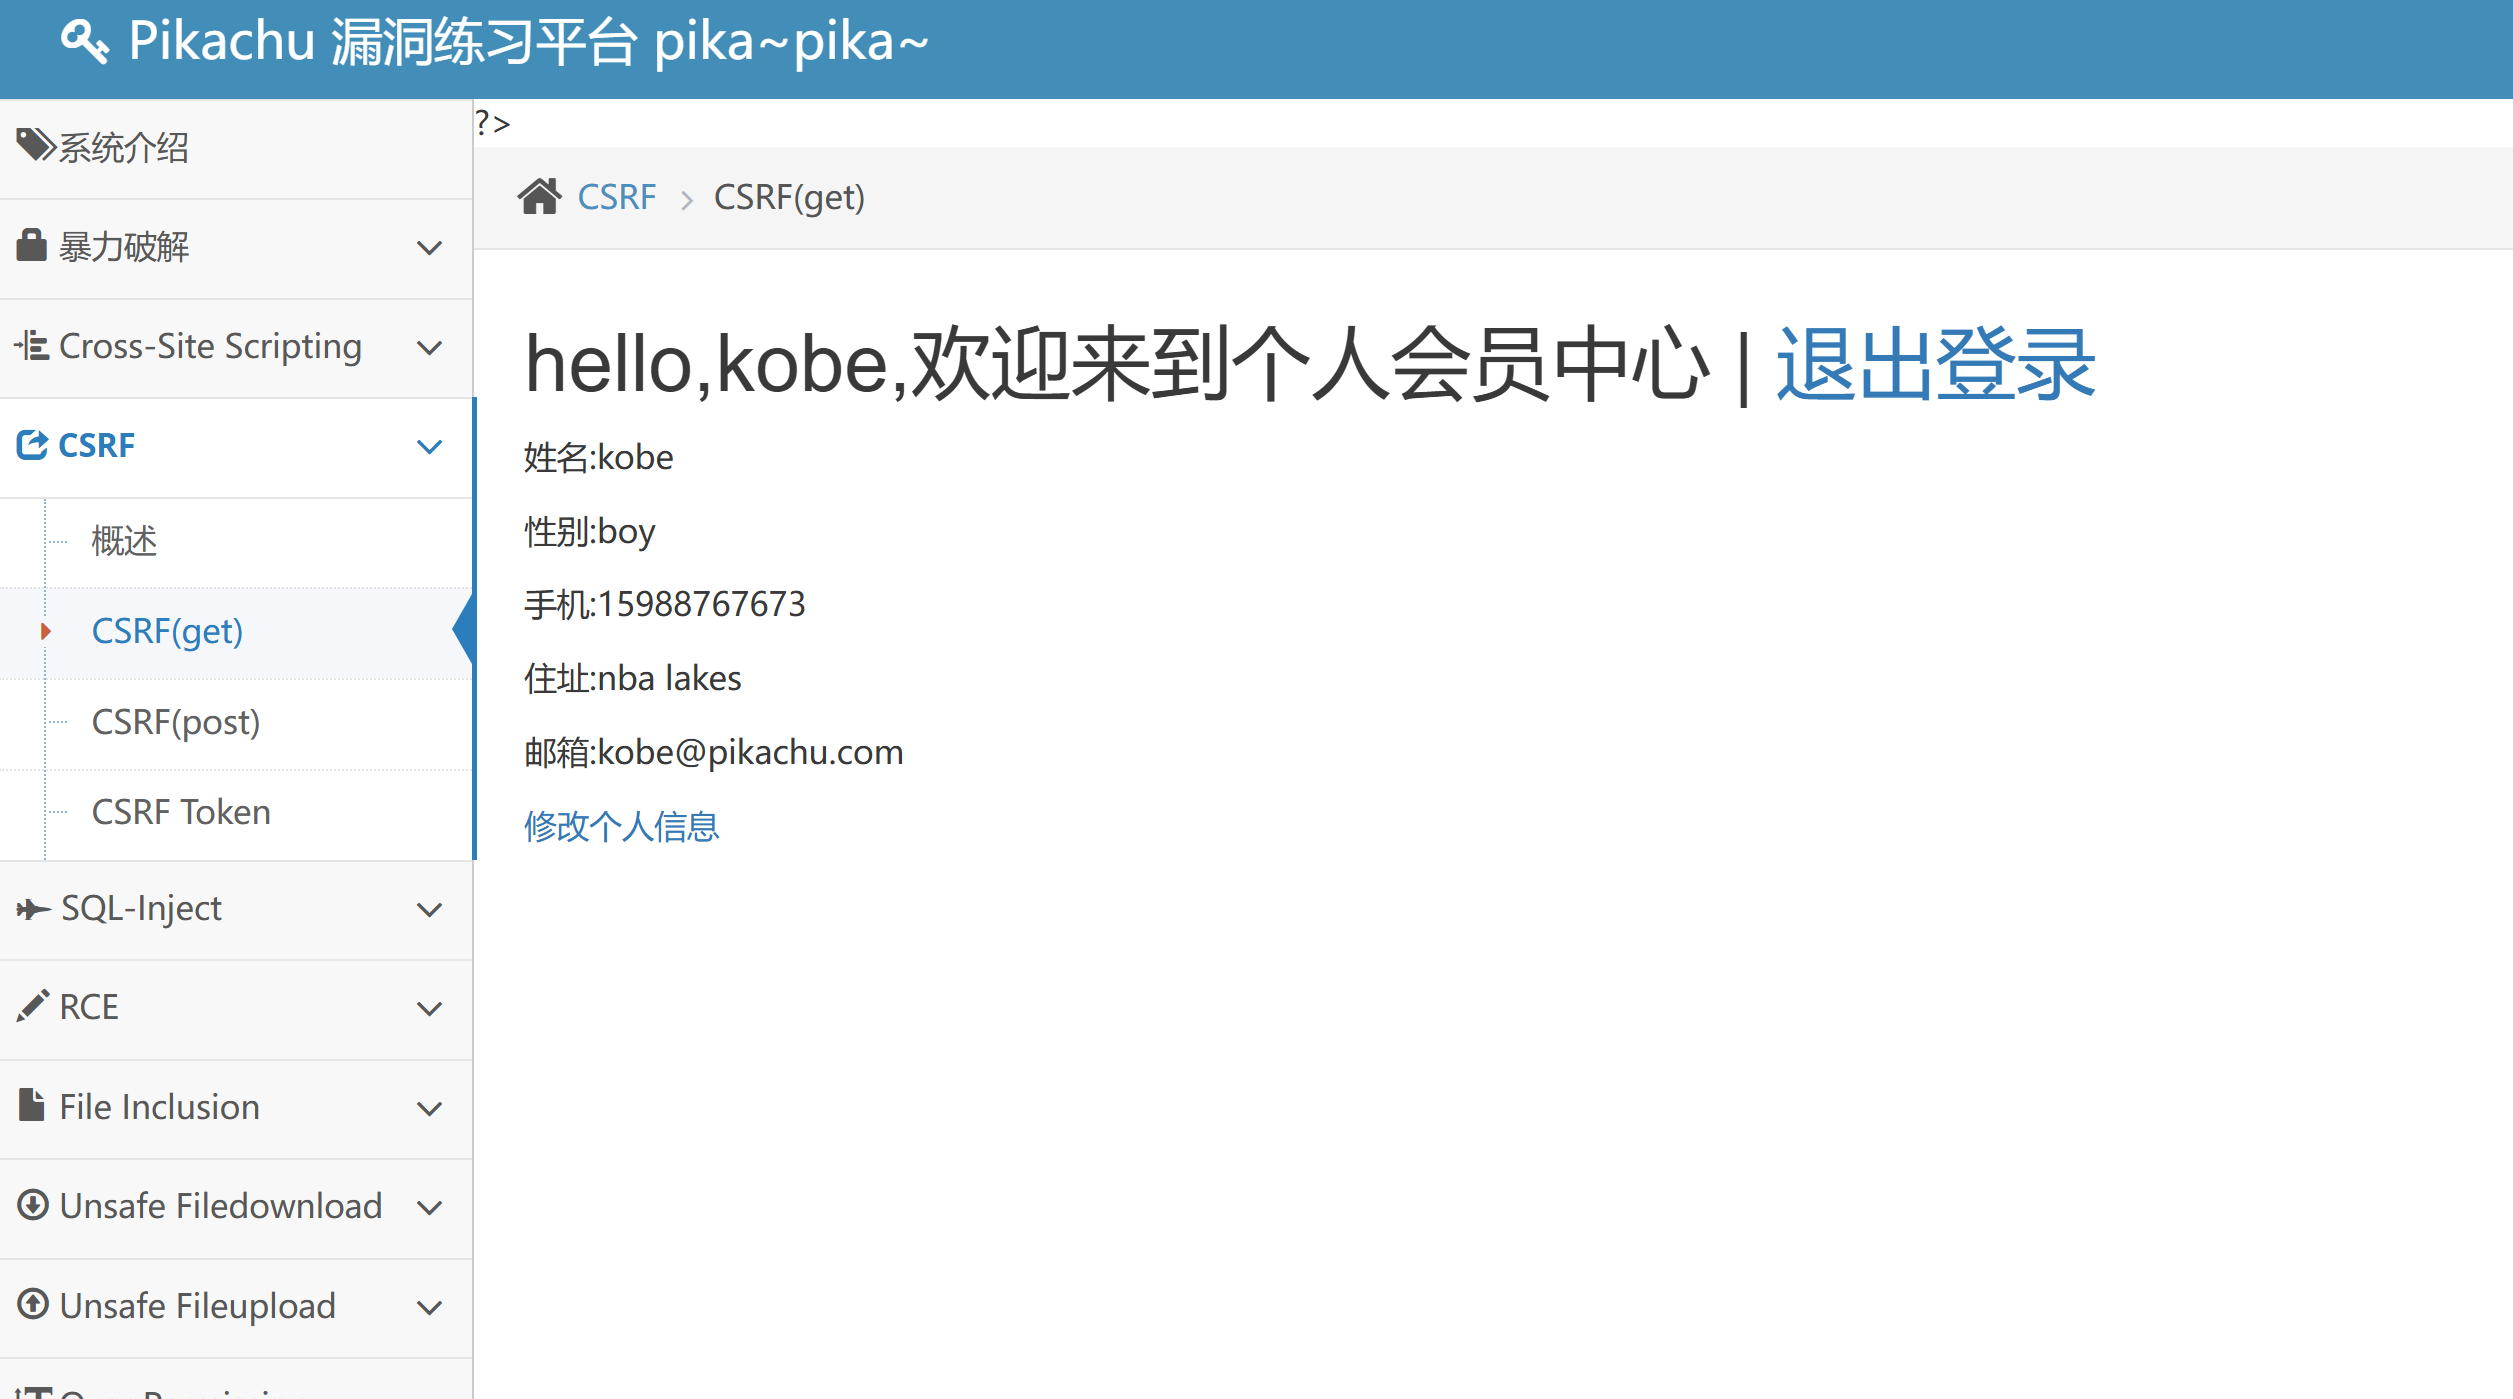 Pikachu 漏洞练习平台 pika~pika~
系统介绍
暴力破解
Cross-Site Scripting
CSRF
概述
CSRF(get)
CSRF(post)
CSRF Token
SQL-Inject
RCE
File Inclusion
Unsafe Filedownload
Unsafe Fileupload
?>
CSRF > CSRF(get)
hello,kobe,欢迎来到个人会员中心 | 退出登录
姓名:kobe
性别:boy
手机:15988767673
住址:nba lakes
邮箱:kobe@pikachu.com
修改个人信息